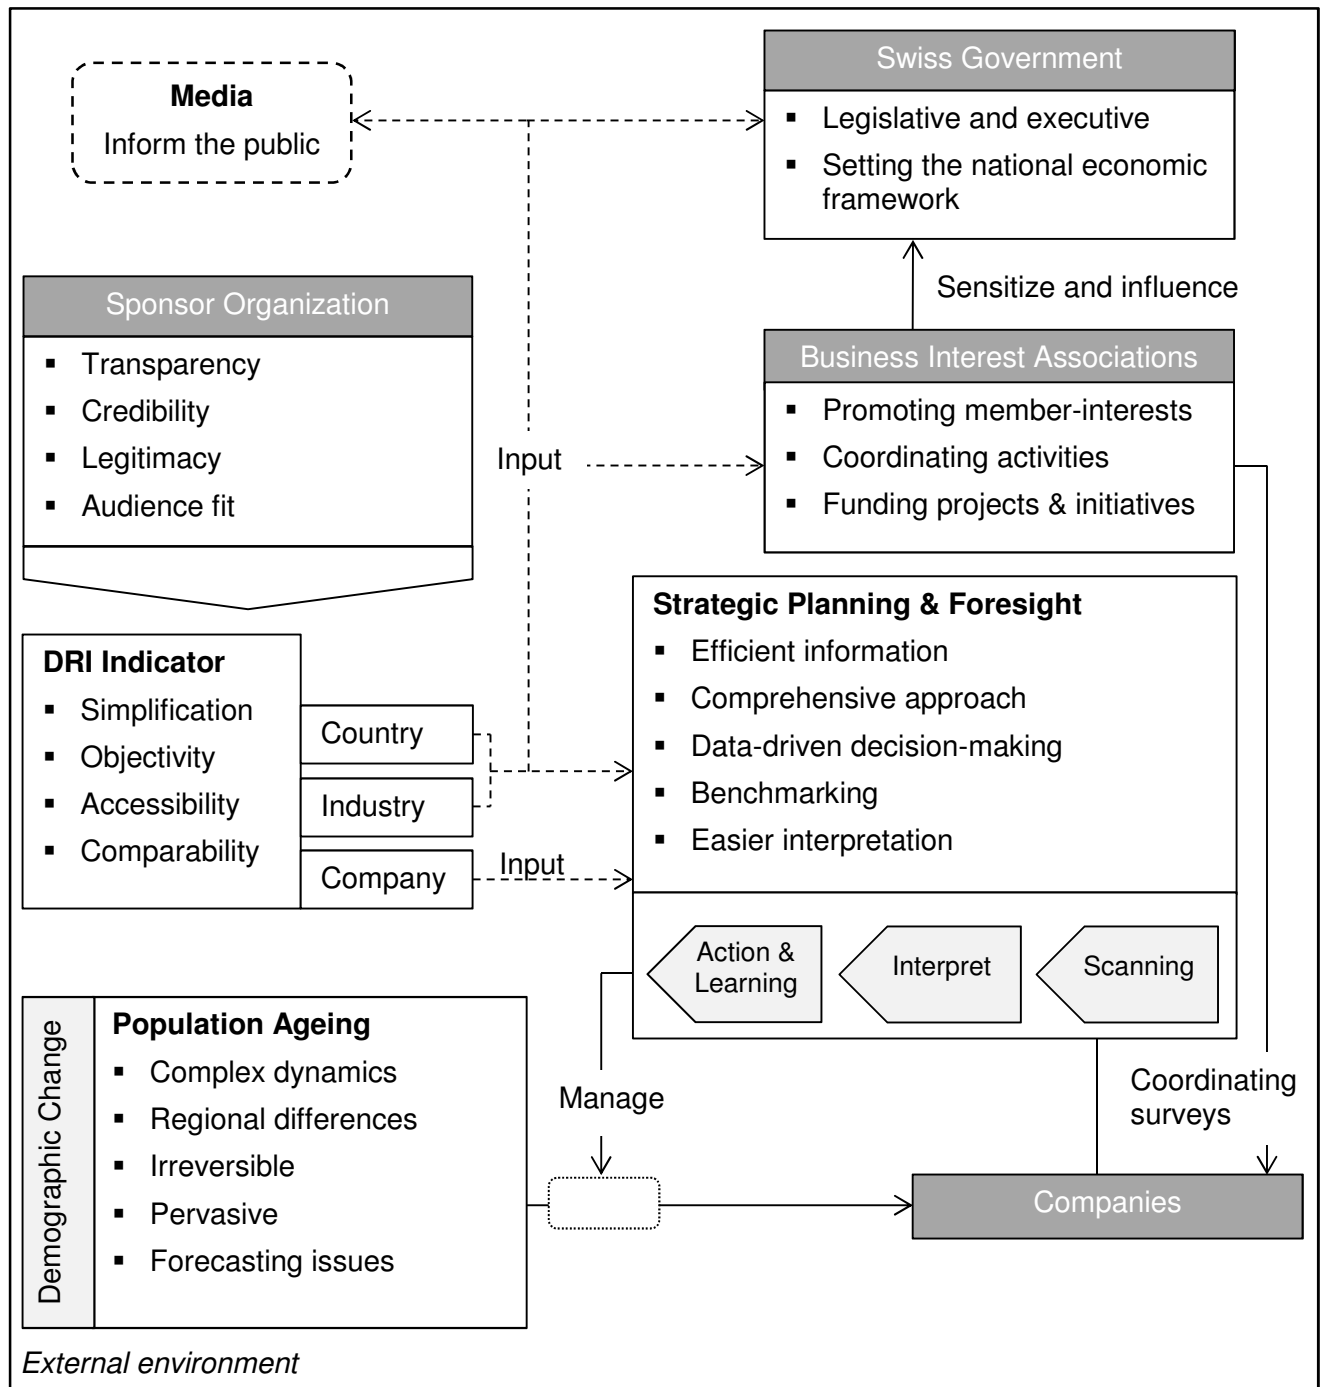 Media
Inform the public
Swiss Government
▪ Legislative and executive
▪ Setting the national economic
framework
Sensitize and influence
Sponsor Organization
▪ Transparency
▪ Credibility
▪ Legitimacy
▪ Audience fit
Business Interest Associations
▪ Promoting member-interests
▪ Coordinating activities
▪ Funding projects & initiatives
Input
DRI Indicator
▪ Simplification
▪ Objectivity
▪ Accessibility
▪ Comparability
Country
Industry
Company
Input
Strategic Planning & Foresight
▪ Efficient information
▪ Comprehensive approach
▪ Data-driven decision-making
▪ Benchmarking
▪ Easier interpretation
Action &
Learning
Interpret
Scanning
Demographic Change
Population Ageing
▪ Complex dynamics
▪ Regional differences
▪ Irreversible
▪ Pervasive
▪ Forecasting issues
Manage
Coordinating
surveys
Companies
External environment